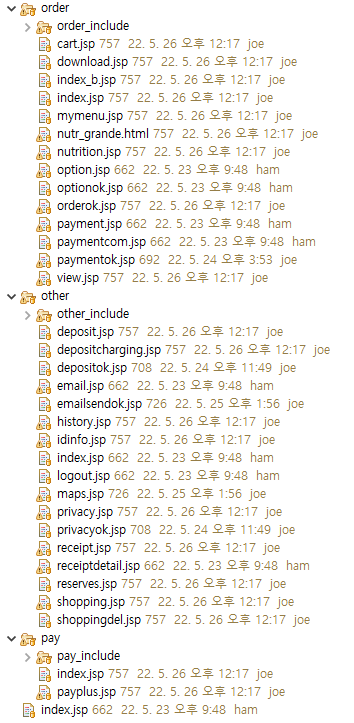 order
order_include
cart.jsp 757 22. 5. 26 오후 12:17 joe
download.jsp 757 22. 5. 26 오후 12:17 joe
index_b.jsp 757 22. 5. 26 오후 12:17 joe
index.jsp 757 22. 5. 26 오후 12:17 joe
mymenu.jsp 757 22. 5. 26 오후 12:17 joe
nutr_grande.html 757 22. 5. 26 오후 12:17 joe
nutrition.jsp 757 22. 5. 26 오후 12:17 joe
option.jsp 662 22. 5. 23 오후 9:48 ham
optionok.jsp 662 22. 5. 23 오후 9:48 ham
orderok.jsp 757 22. 5. 26 오후 12:17 joe
payment.jsp 662 22. 5. 23 오후 9:48 ham
paymentcom.jsp 662 22. 5. 23 오후 9:48 ham
paymentok.jsp 692 22. 5. 24 오후 3:53 joe
view.jsp 757 22. 5. 26 오후 12:17 joe
other
other_include
deposit.jsp 757 22. 5. 26 오후 12:17 joe
depositcharging.jsp 757 22. 5. 26 오후 12:17 joe
depositok.jsp 708 22. 5. 24 오후 11:49 joe
email.jsp 662 22. 5. 23 오후 9:48 ham
emailsendok.jsp 726 22. 5. 25 오후 1:56 joe
history.jsp 757 22. 5. 26 오후 12:17 joe
idinfo.jsp 757 22. 5. 26 오후 12:17 joe
index.jsp 662 22. 5. 23 오후 9:48 ham
logout.jsp 662 22. 5. 23 오후 9:48 ham
maps.jsp 726 22. 5. 25 오후 1:56 joe
privacy.jsp 757 22. 5. 26 오후 12:17 joe
privacyok.jsp 708 22. 5. 24 오후 11:49 joe
receipt.jsp 757 22. 5. 26 오후 12:17 joe
receiptdetail.jsp 662 22. 5. 23 오후 9:48 ham
reserves.jsp 757 22. 5. 26 오후 12:17 joe
shopping.jsp 757 22. 5. 26 오후 12:17 joe
shoppingdel.jsp 757 22. 5. 26 오후 12:17 joe
pay
pay_include
index.jsp 757 22. 5. 26 오후 12:17 joe
payplus.jsp 757 22. 5. 26 오후 12:17 joe
index.jsp 662 22. 5. 23 오후 9:48 ham